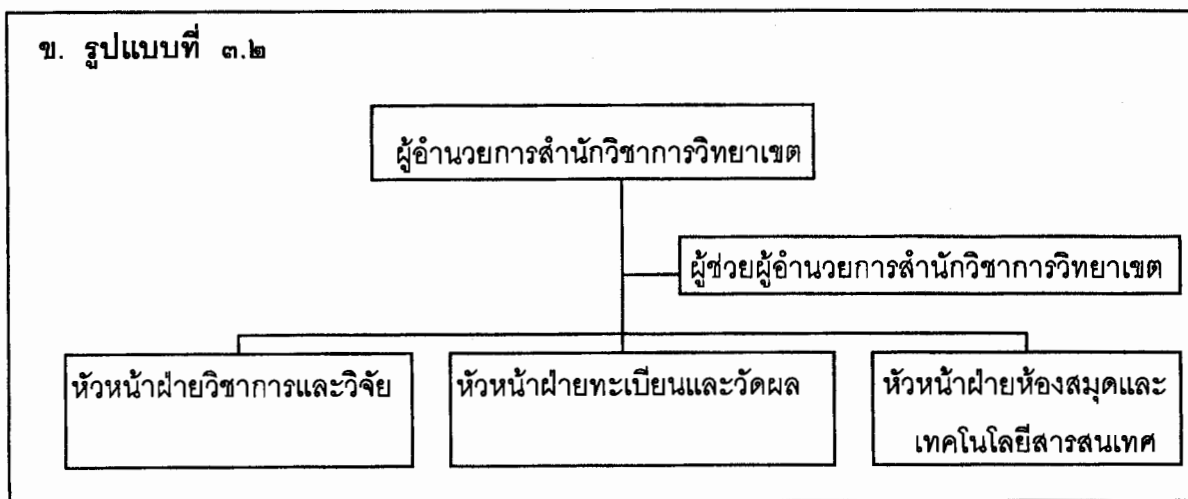 ข. รูปแบบที่ ๓.๒
ผู้อำนวยการสำนักวิชาการวิทยาเขต
ผู้ช่วยผู้อำนวยการสำนักวิชาการวิทยาเขต
หัวหน้าฝ่ายวิชาการและวิจัย
หัวหน้าฝ่ายทะเบียนและวัดผล
หัวหน้าฝ่ายห้องสมุดและ
เทคโนโลยีสารสนเทศ